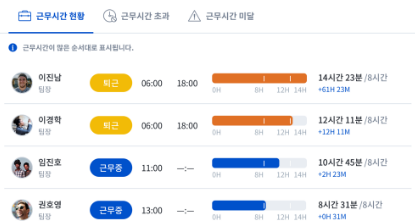 근무시간 현황 근무시간 초과 근무시간 미달
근무시간이 많은 순서대로 표시됩니다.
이진남 퇴근 06:00 18:00 14시간 23분/8시간
팀장 0H 8H 12H 14H +61H 23M
이경학 퇴근 06:00 18:00 12시간 11분/8시간
팀장 0H 8H 12H 14H +12H 11M
임진호 근무중 11:00 --:-- 10시간 45분/8시간
팀장 0H 8H 12H 14H +2H 23M
권호영 근무중 13:00 --:-- 8시간 31분/8시간
팀장 0H 8H 12H 14H +0H 31M